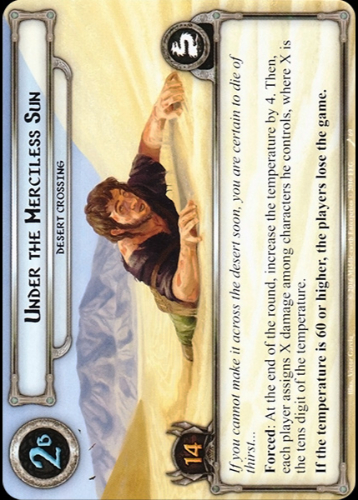 2B
UNDER THE MERCILESS SUN
DESERT CROSSING
14
If you cannot make it across the desert soon, you are certain to die of
thirst...
Forced: At the end of the round, increase the temperature by 4. Then,
each player assigns X damage among characters he controls, where X is
the tens digit of the temperature.
If the temperature is 60 or higher, the players lose the game.
Illus. Victor García